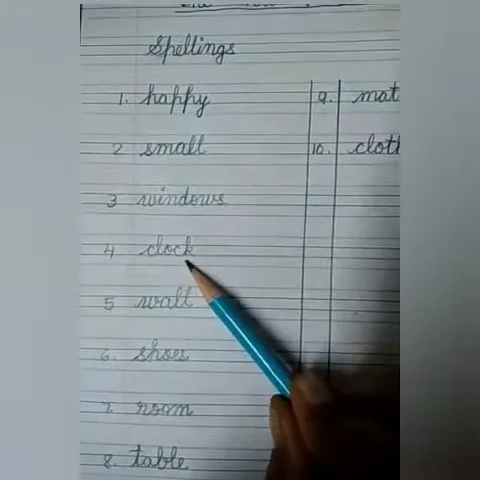 Spellings
1. happy
2 small
3 windows
4 clock
5 wall
6. shoes
7. room
8. table
9. mat
10. cloth